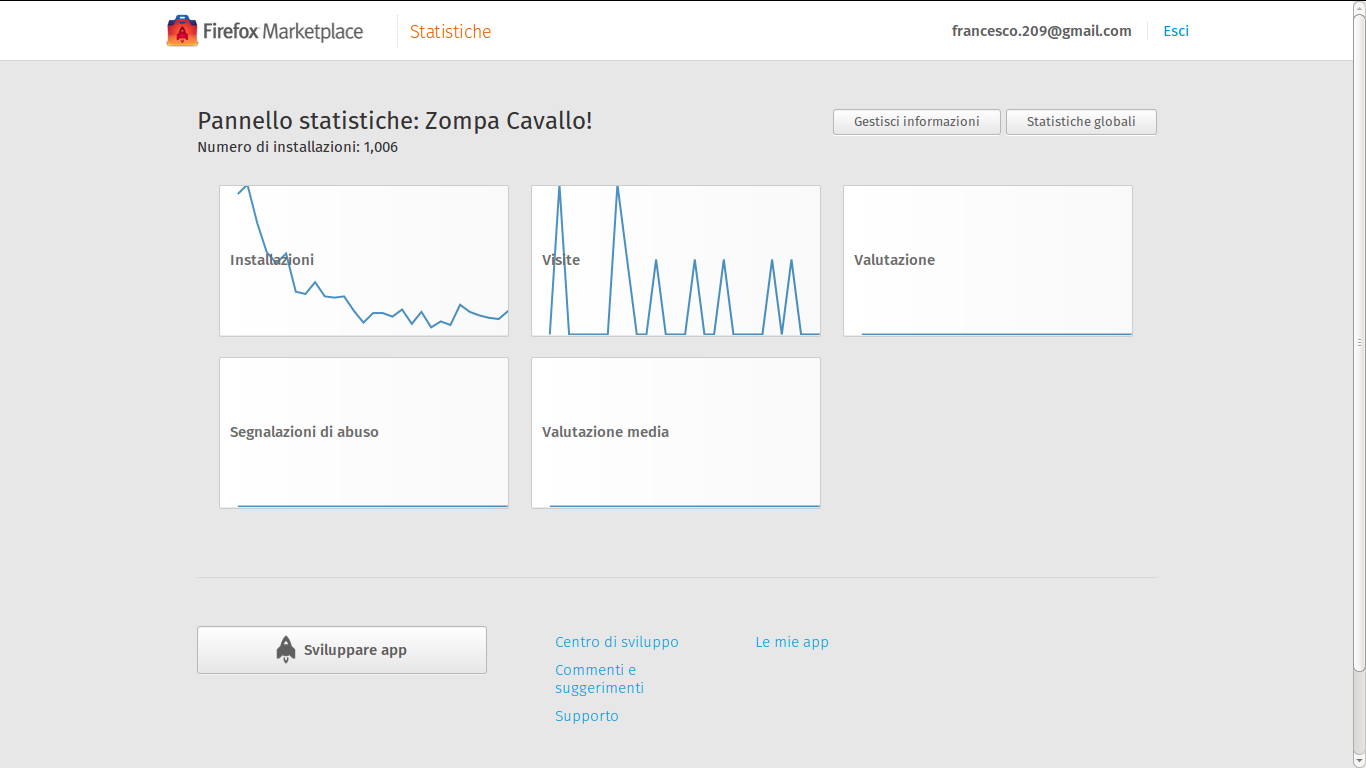 Firefox Marketplace
Statistiche
francesco.209@gmail.com
Esci
Pannello statistiche: Zompa Cavallo!
Gestisci informazioni
Statistiche globali
Numero di installazioni: 1,006
Installazioni
Visite
Valutazione
Segnalazioni di abuso
Valutazione media
Sviluppare app
Centro di sviluppo
Le mie app
Commenti e
suggerimenti
Supporto